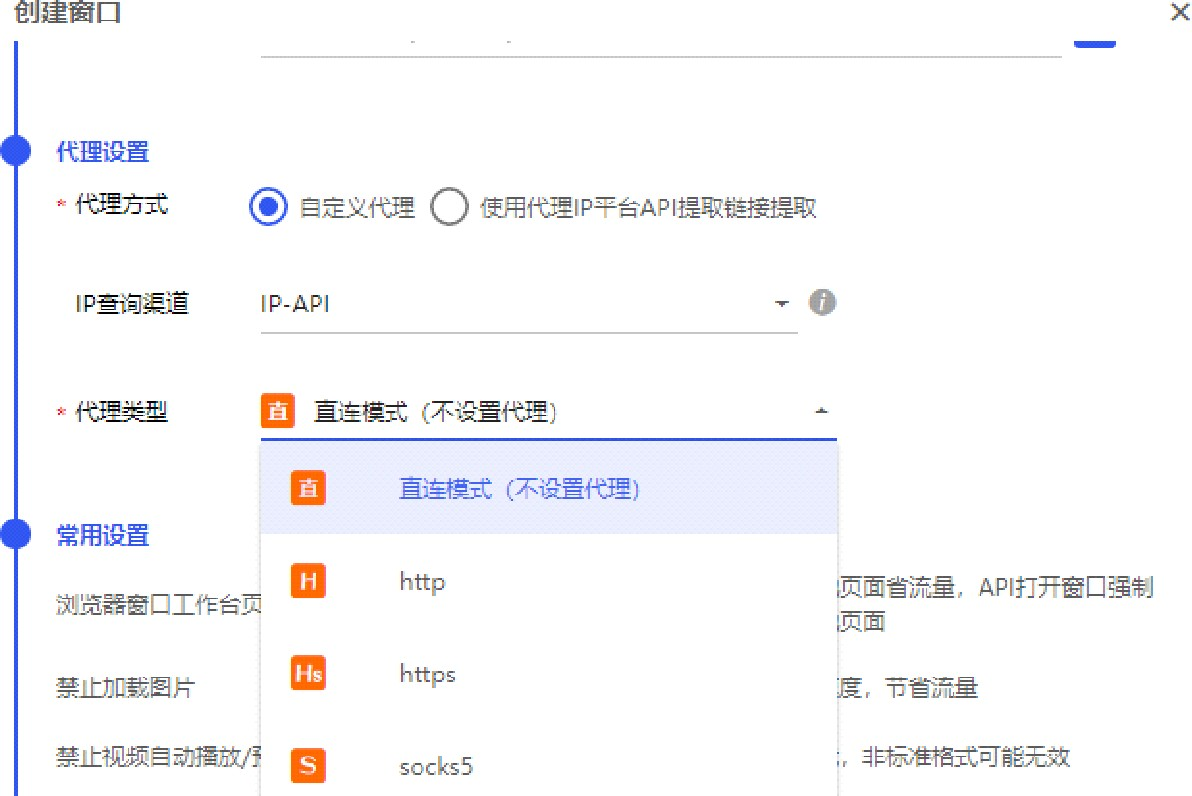 创建窗口
代理设置
* 代理方式
自定义代理 使用代理IP平台API提取链接提取
IP查询渠道 IP-API
* 代理类型 直 直连模式（不设置代理）
直 直连模式（不设置代理）
常用设置
H http
页面省流量，API打开窗口强制
浏览器窗口工作台页
页面
Hs https
禁止加载图片
度，节省流量
禁止视频自动播放/
，非标准格式可能无效
S socks5